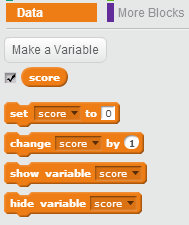 Data More Blocks
Make a Variable
score
set score to 0
change score by 1
show variable score
hide variable score